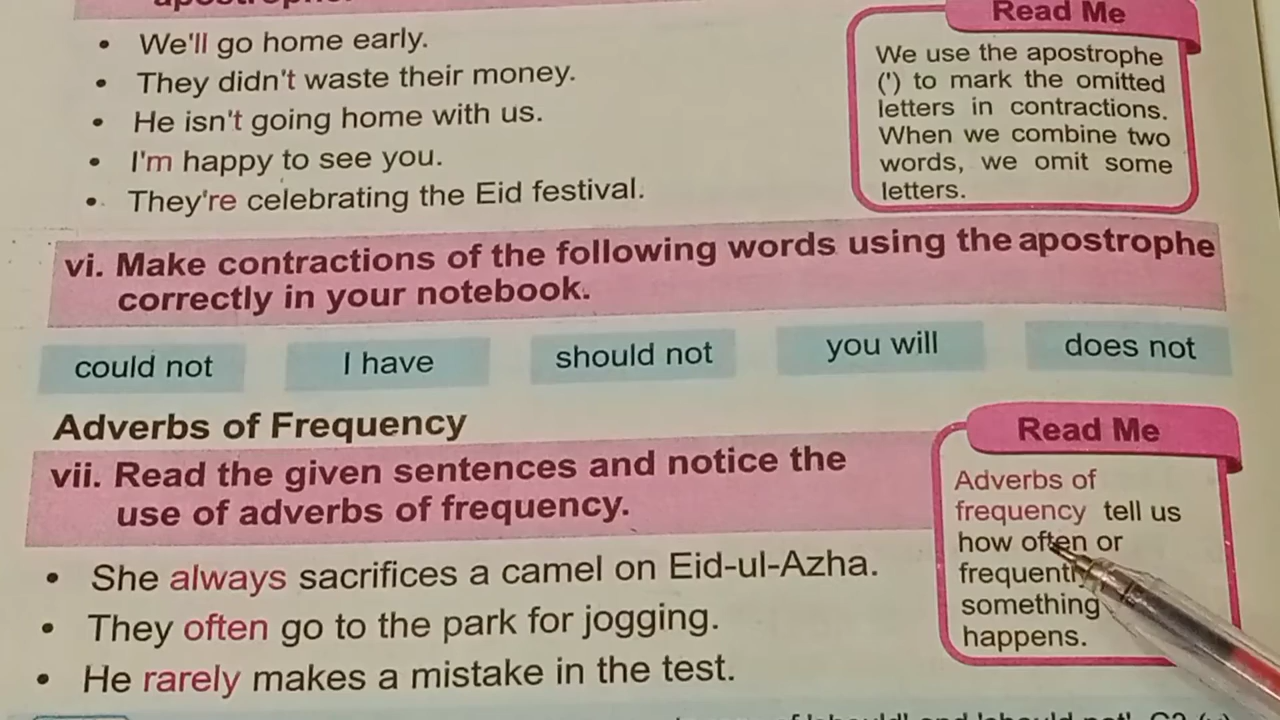 apostrophe.
• We'll go home early.
• They didn't waste their money.
• He isn't going home with us.
• I'm happy to see you.
• They're celebrating the Eid festival.
Read Me
We use the apostrophe
(') to mark the omitted
letters in contractions.
When we combine two
words, we omit some
letters.
vi. Make contractions of the following words using the apostrophe
correctly in your notebook.
could not I have should not you will does not
Adverbs of Frequency
vii. Read the given sentences and notice the
use of adverbs of frequency.
• She always sacrifices a camel on Eid-ul-Azha.
• They often go to the park for jogging.
• He rarely makes a mistake in the test.
Read Me
Adverbs of
frequency tell us
how often or
frequently
something
happens.